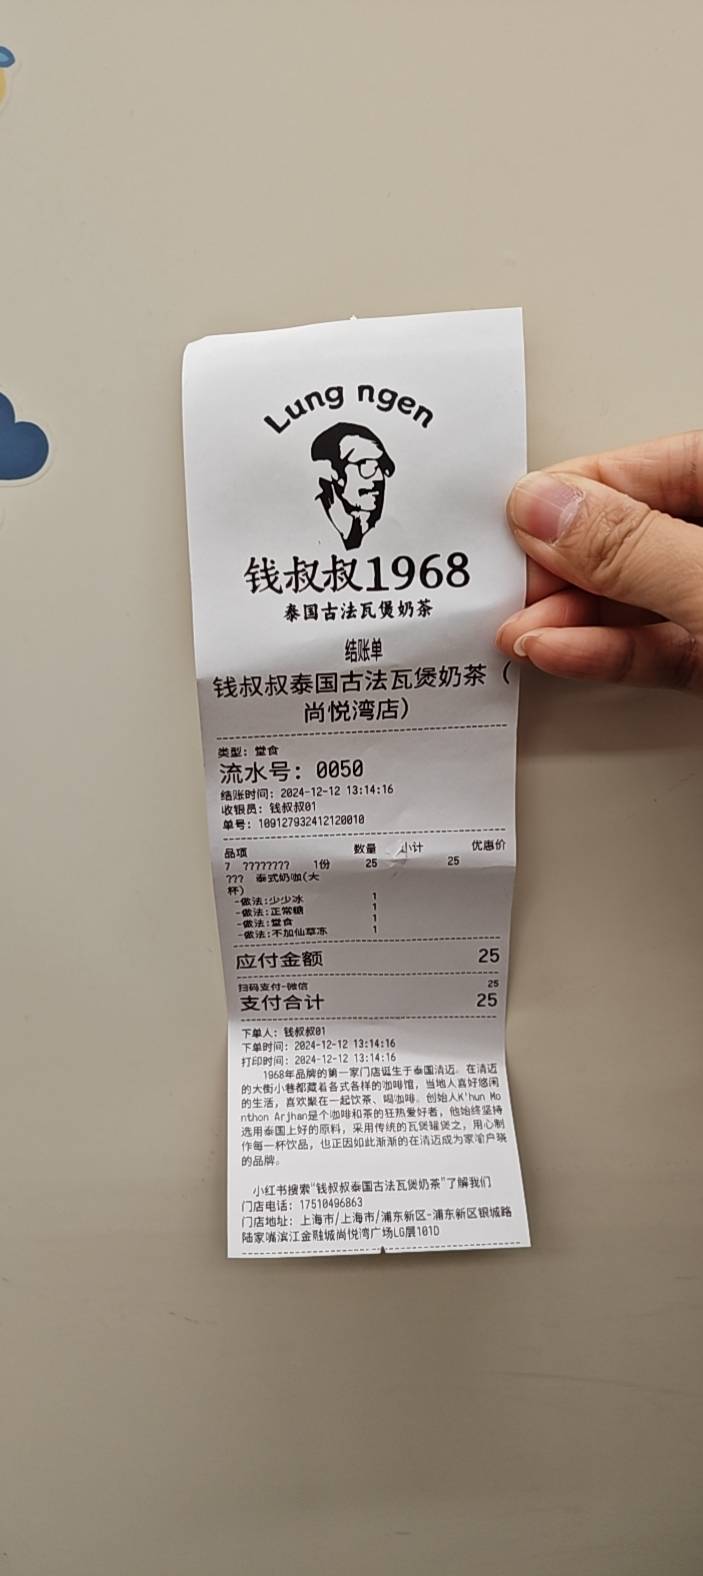 Lung ngen
钱叔叔1968
泰国古法瓦煲奶茶
结账单
钱叔叔泰国古法瓦煲奶茶（
尚悦湾店）
类型：堂食
流水号：0050
结账时间：2024-12-12 13:14:16
收银员：钱叔叔01
单号：109127932412120010
品项 数量 小计 优惠价
? ???????? 1份 25 25
??? 泰式奶咖(大
杯)
-做法:少少冰 1
-做法:正常糖 1
-做法:堂食 1
-做法:不加仙草冻 1
应付金额 25
扫码支付-微信 25
支付合计 25
下单人：钱叔叔01
下单时间：2024-12-12 13:14:16
打印时间：2024-12-12 13:14:16
1968年品牌的第一家门店诞生于泰国清迈。在清迈
的大街小巷都藏着各式各样的咖啡馆，当地人喜好悠闲
的生活，喜欢聚在一起饮茶、喝咖啡。创始人K'hun Mo
nthon Arjhan是个咖啡和茶的狂热爱好者，他始终坚持
选用泰国上好的原料，采用传统的瓦煲罐煲之，用心制
作每一杯饮品，也正因如此渐渐的在清迈成为家喻户晓
的品牌。
小红书搜索“钱叔叔泰国古法瓦煲奶茶”了解我们
门店电话：17510496863
门店地址：上海市/上海市/浦东新区-浦东新区银城路
陆家嘴滨江金融城尚悦湾广场LG层101D